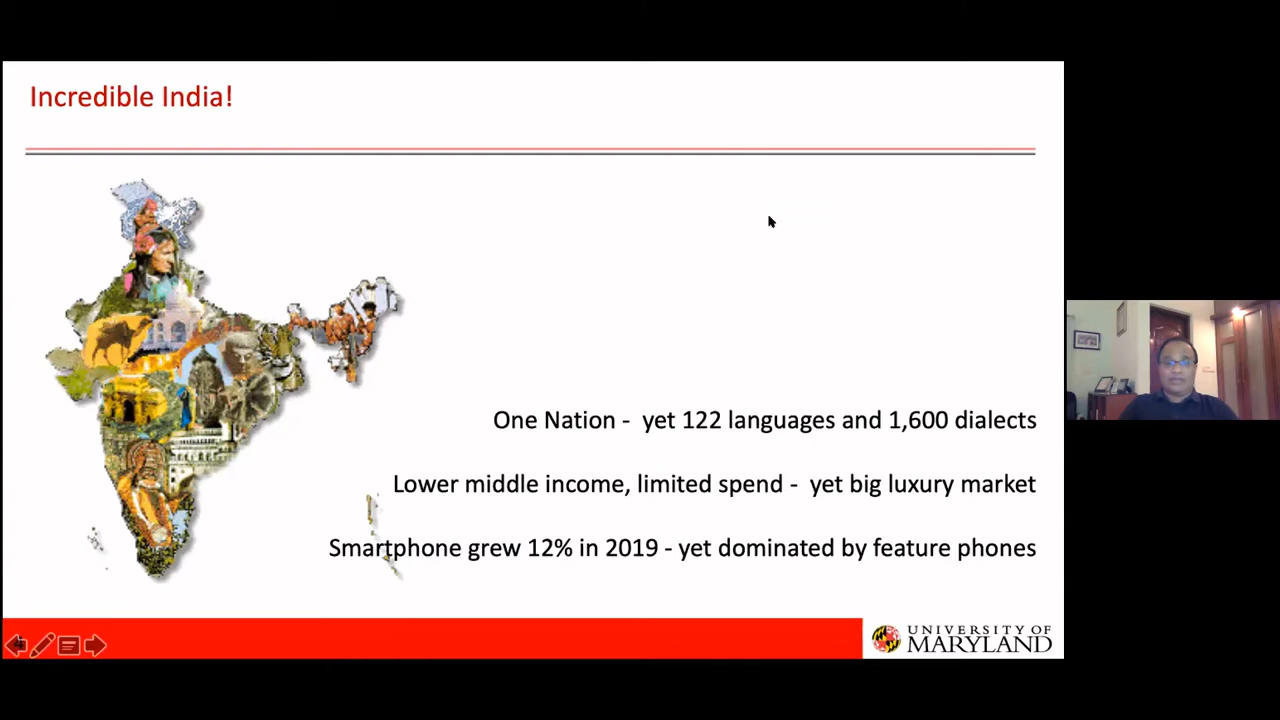 Incredible India!
One Nation - yet 122 languages and 1,600 dialects
Lower middle income, limited spend - yet big luxury market
Smartphone grew 12% in 2019 - yet dominated by feature phones
UNIVERSITY OF
MARYLAND